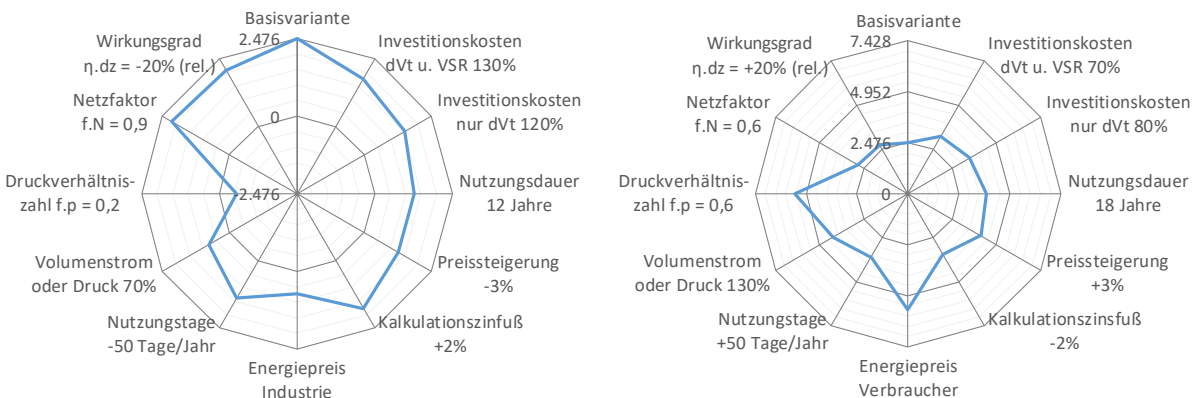 Basisvariante
2.476
0
-2.476
Investitionskosten
dVt u. VSR 130%
Investitionskosten
nur dVt 120%
Nutzungsdauer
12 Jahre
Preissteigerung
-3%
Kalkulationszinfuß
+2%
Energiepreis
Industrie
Nutzungstage
-50 Tage/Jahr
Volumenstrom
oder Druck 70%
Druckverhältnis-
zahl f.p = 0,2
Netzfaktor
f.N = 0,9
Wirkungsgrad
η.dz = -20% (rel.)
Basisvariante
7.428
4.952
2.476
0
Investitionskosten
dVt u. VSR 70%
Investitionskosten
nur dVt 80%
Nutzungsdauer
18 Jahre
Preissteigerung
+3%
Kalkulationszinsfuß
-2%
Energiepreis
Verbraucher
Nutzungstage
+50 Tage/Jahr
Volumenstrom
oder Druck 130%
Druckverhältnis-
zahl f.p = 0,6
Netzfaktor
f.N = 0,6
Wirkungsgrad
η.dz = +20% (rel.)